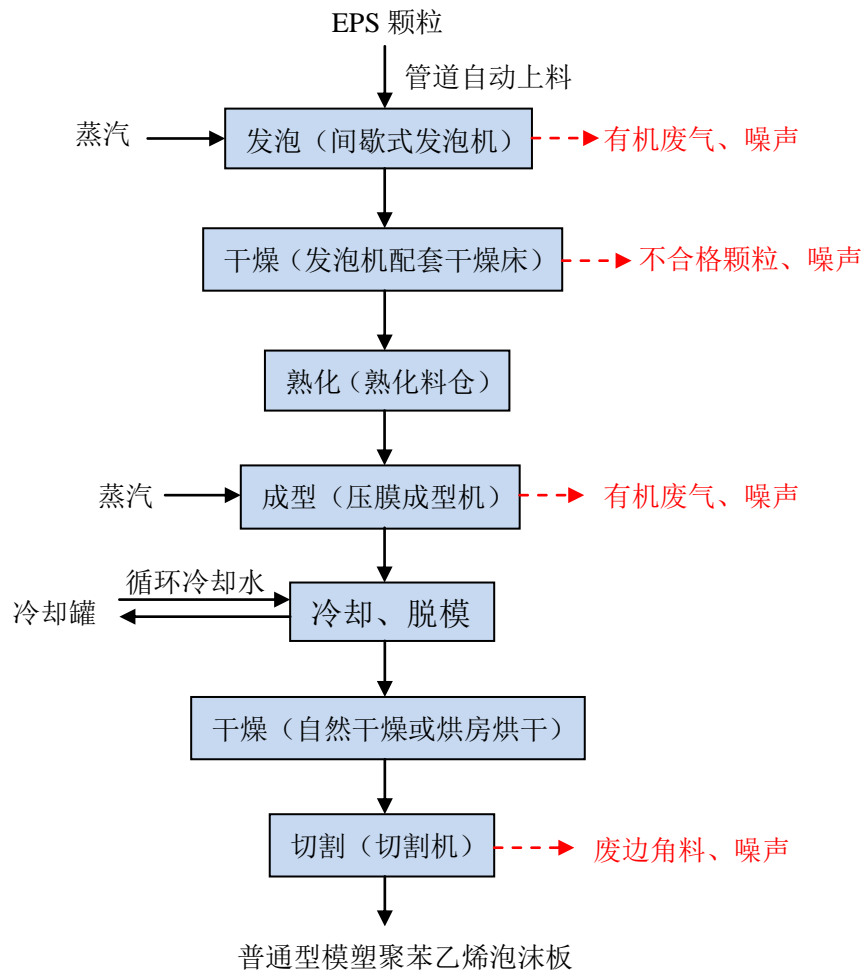 EPS 颗粒
管道自动上料
蒸汽
发泡（间歇式发泡机）
有机废气、噪声
干燥（发泡机配套干燥床）
不合格颗粒、噪声
熟化（熟化料仓）
蒸汽
成型（压膜成型机）
有机废气、噪声
循环冷却水
冷却罐
冷却、脱模
干燥（自然干燥或烘房烘干）
切割（切割机）
废边角料、噪声
普通型模塑聚苯乙烯泡沫板